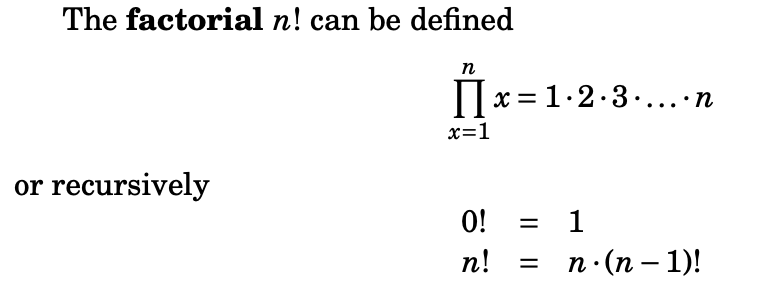 The factorial n! can be defined
n
∏ x = 1·2·3·...·n
x=1
or recursively
0! = 1
n! = n·(n − 1)!